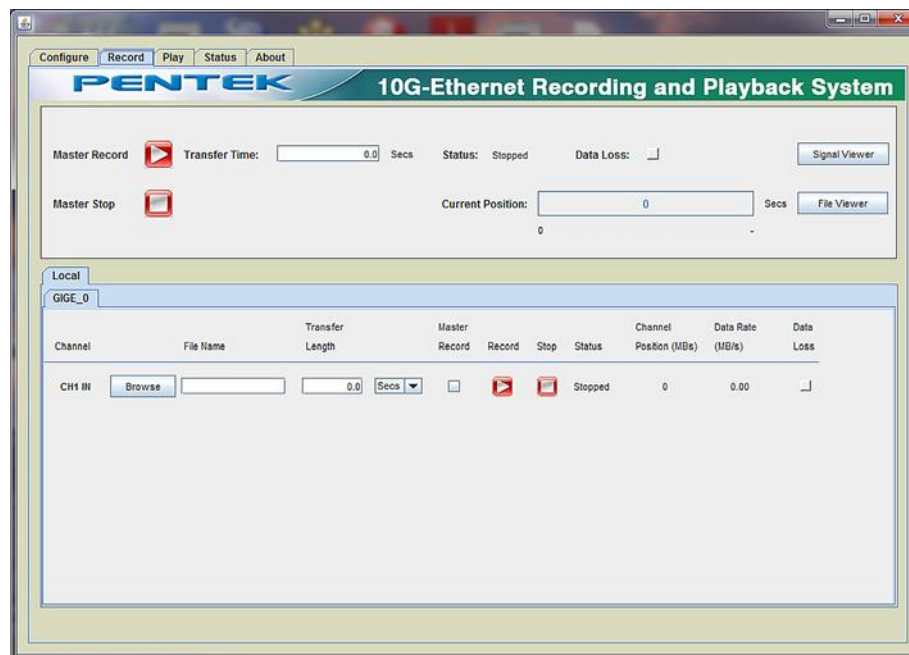 Configure Record Play Status About
PENTEK 10G-Ethernet Recording and Playback System
Master Record Transfer Time: 0.0 Secs Status: Stopped Data Loss: Signal Viewer
Master Stop Current Position: 0 Secs File Viewer
0 -
Local
GIGE_0
Transfer Master Channel Data Rate Data
Channel File Name Length Record Record Stop Status Position (MBs) (MB/s) Loss
CH1 IN Browse 0.0 Secs Stopped 0 0.00